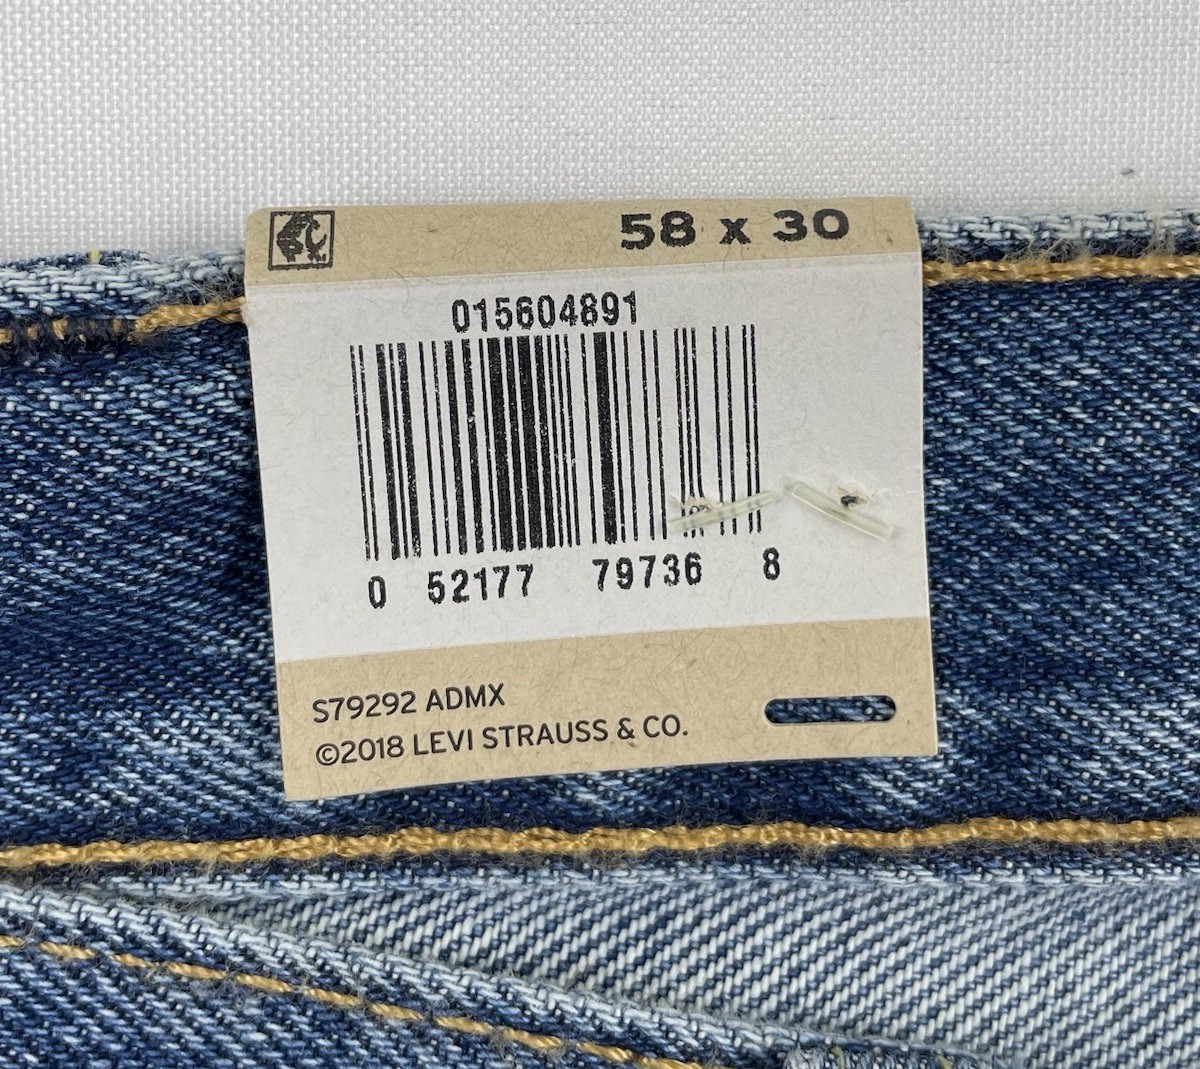 58 x 30
015604891
0 52177 79736 8
S79292 ADMX
©2018 LEVI STRAUSS & CO.